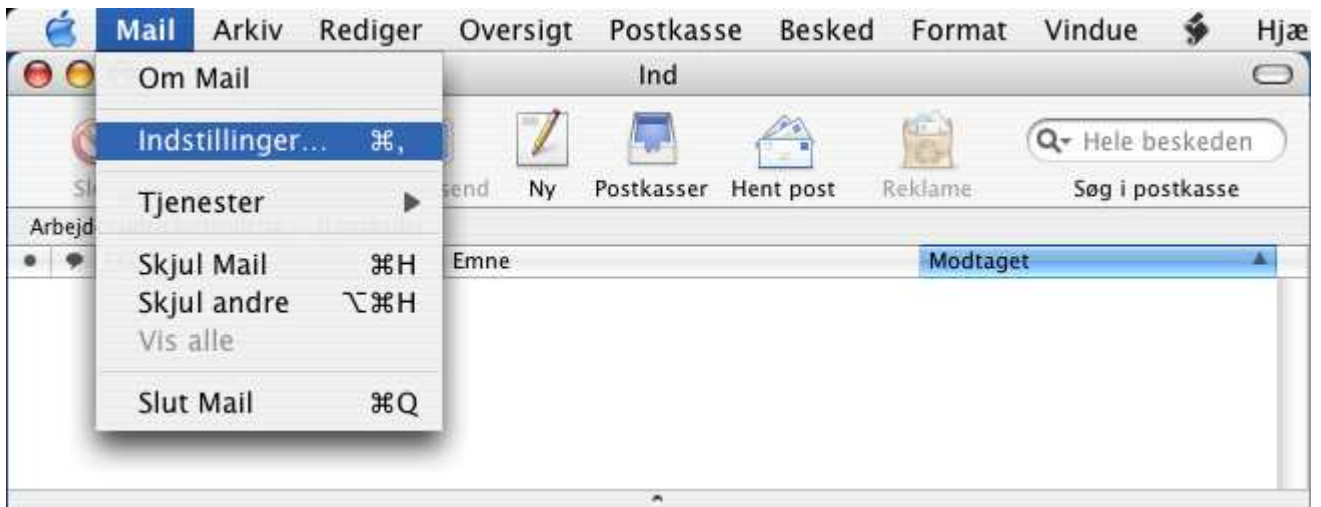 Mail Arkiv Rediger Oversigt Postkasse Besked Format Vindue Hjæ
Ind
Om Mail
Indstillinger... ⌘,
Tjenester
Skjul Mail ⌘H
Skjul andre ⌥⌘H
Vis alle
Slut Mail ⌘Q
Ny Postkasser Hent post Reklame Søg i postkasse
Hele beskeden
Arbejd
Emne Modtaget